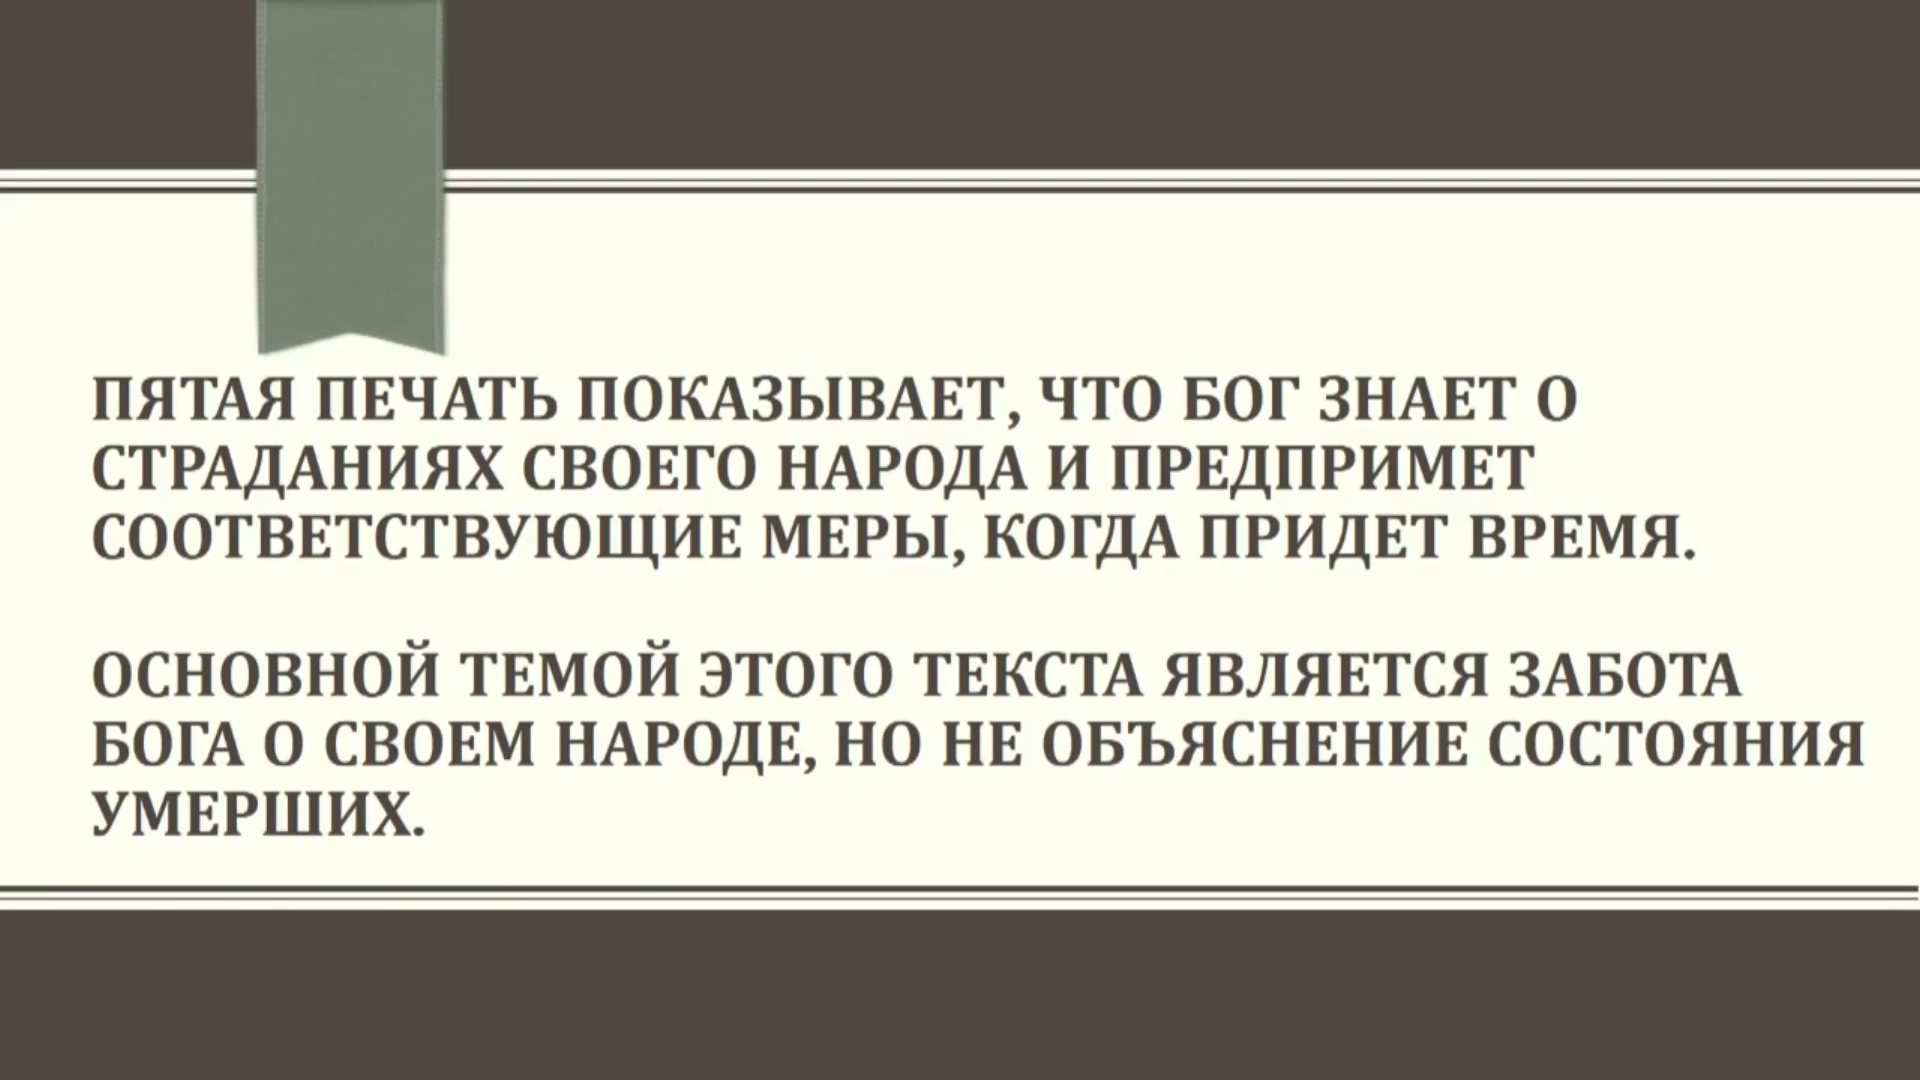 ПЯТАЯ ПЕЧАТЬ ПОКАЗЫВАЕТ, ЧТО БОГ ЗНАЕТ О
СТРАДАНИЯХ СВОЕГО НАРОДА И ПРЕДПРИМЕТ
СООТВЕТСТВУЮЩИЕ МЕРЫ, КОГДА ПРИДЕТ ВРЕМЯ.
ОСНОВНОЙ ТЕМОЙ ЭТОГО ТЕКСТА ЯВЛЯЕТСЯ ЗАБОТА
БОГА О СВОЕМ НАРОДЕ, НО НЕ ОБЪЯСНЕНИЕ СОСТОЯНИЯ
УМЕРШИХ.